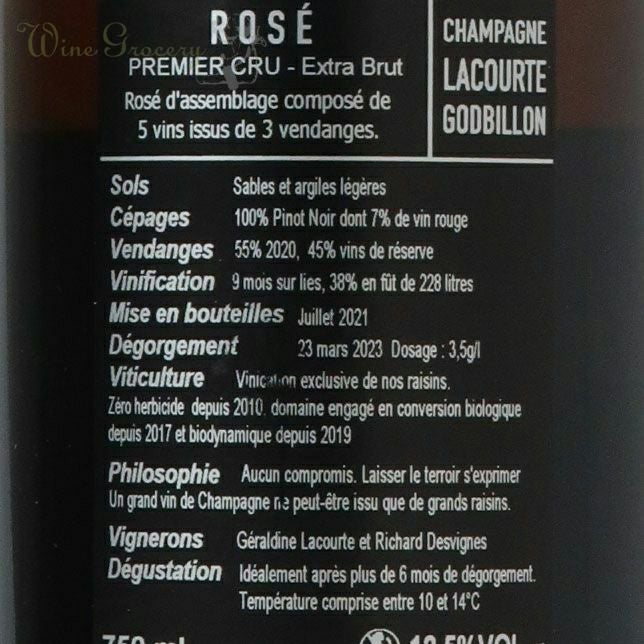 Wine Grocery
ROSÉ
PREMIER CRU - Extra Brut
Rosé d'assemblage composé de
5 vins issus de 3 vendanges.
CHAMPAGNE
LACOURTE
GODBILLON
Sols Sables et argiles légères
Cépages 100% Pinot Noir dont 7% de vin rouge
Vendanges 55% 2020, 45% vins de réserve
Vinification 9 mois sur lies, 38% en fût de 228 litres
Mise en bouteilles Juillet 2021
Dégorgement 23 mars 2023 Dosage : 3,5g/l
Viticulture Vinication exclusive de nos raisins.
Zéro herbicide depuis 2010, domaine engagé en conversion biologique
depuis 2017 et biodynamique depuis 2019
Philosophie Aucun compromis. Laisser le terroir s'exprimer
Un grand vin de Champagne ne peut-être issu que de grands raisins.
Vignerons Géraldine Lacourte et Richard Desvignes
Dégustation Idéalement après plus de 6 mois de dégorgement.
Température comprise entre 10 et 14°C
750 ml 12,5%VOL